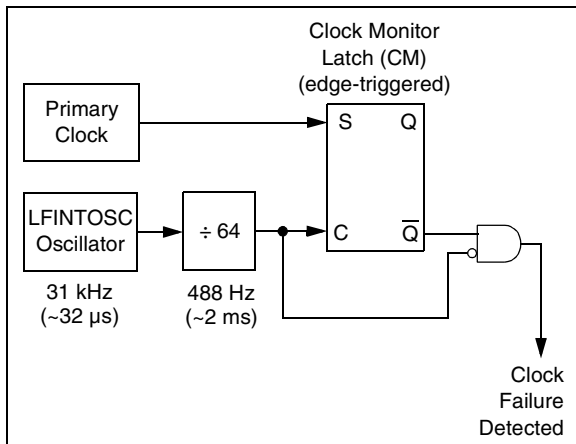 Clock Monitor
Latch (CM)
(edge-triggered)
Primary
Clock
S Q
LFINTOSC
Oscillator
÷ 64
C Q̅
31 kHz
(~32 µs)
488 Hz
(~2 ms)
Clock
Failure
Detected